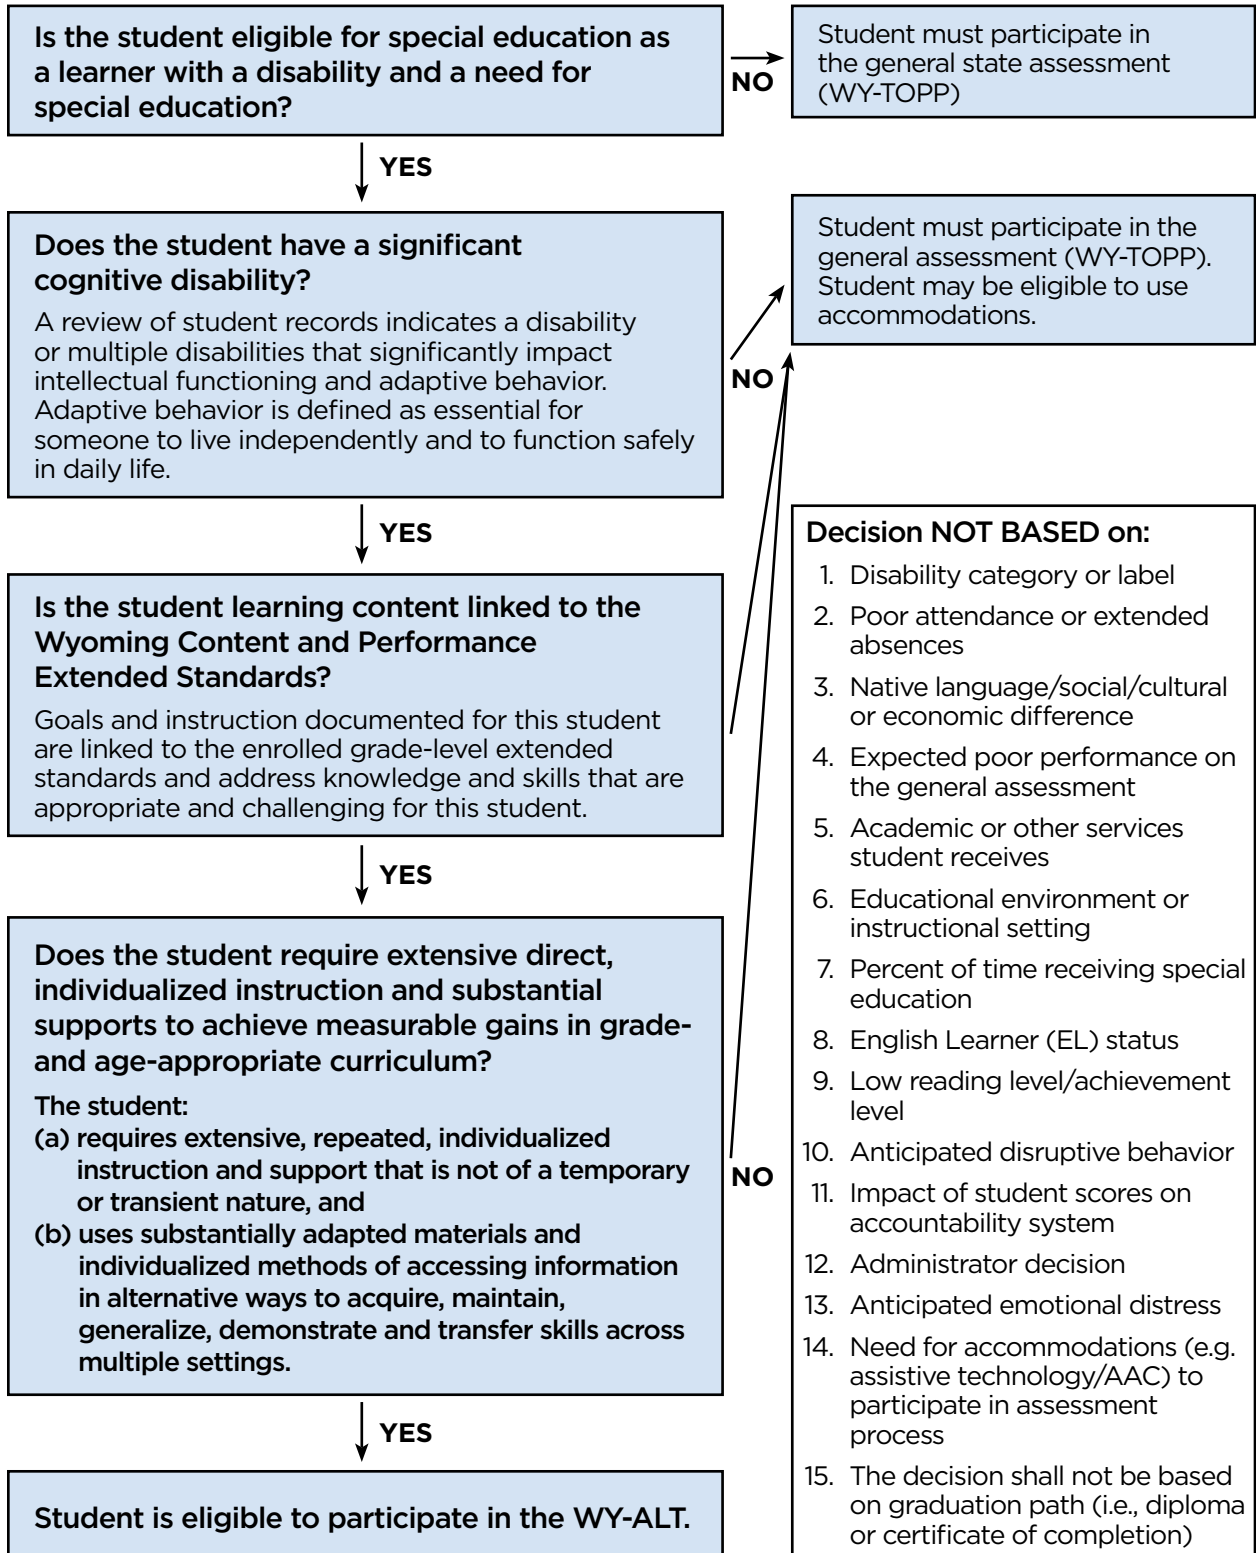 Is the student eligible for special education as
a learner with a disability and a need for
special education?
NO
Student must participate in
the general state assessment
(WY-TOPP)
YES
Does the student have a significant
cognitive disability?
A review of student records indicates a disability
or multiple disabilities that significantly impact
intellectual functioning and adaptive behavior.
Adaptive behavior is defined as essential for
someone to live independently and to function safely
in daily life.
NO
Student must participate in the
general assessment (WY-TOPP).
Student may be eligible to use
accommodations.
YES
Is the student learning content linked to the
Wyoming Content and Performance
Extended Standards?
Goals and instruction documented for this student
are linked to the enrolled grade-level extended
standards and address knowledge and skills that are
appropriate and challenging for this student.
YES
Does the student require extensive direct,
individualized instruction and substantial
supports to achieve measurable gains in grade-
and age-appropriate curriculum?
The student:
(a) requires extensive, repeated, individualized
instruction and support that is not of a temporary
or transient nature, and
(b) uses substantially adapted materials and
individualized methods of accessing information
in alternative ways to acquire, maintain,
generalize, demonstrate and transfer skills across
multiple settings.
NO
YES
Student is eligible to participate in the WY-ALT.
Decision NOT BASED on:
1. Disability category or label
2. Poor attendance or extended
absences
3. Native language/social/cultural
or economic difference
4. Expected poor performance on
the general assessment
5. Academic or other services
student receives
6. Educational environment or
instructional setting
7. Percent of time receiving special
education
8. English Learner (EL) status
9. Low reading level/achievement
level
10. Anticipated disruptive behavior
11. Impact of student scores on
accountability system
12. Administrator decision
13. Anticipated emotional distress
14. Need for accommodations (e.g.
assistive technology/AAC) to
participate in assessment
process
15. The decision shall not be based
on graduation path (i.e., diploma
or certificate of completion)